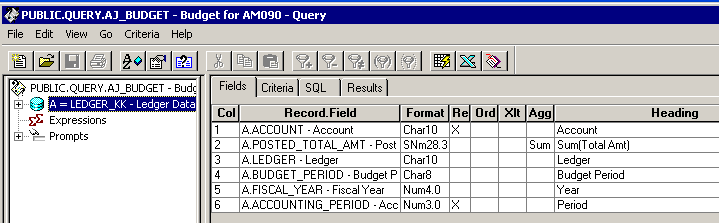 PUBLIC.QUERY.AJ_BUDGET - Budget for AM090 - Query
File Edit View Go Criteria Help
PUBLIC.QUERY.AJ_BUDGET - Budg
A = LEDGER_KK - Ledger Data
Expressions
Prompts
Fields Criteria SQL Results
Col Record.Field Format Re Ord Xlt Agg Heading
1 A.ACCOUNT - Account Char10 X Account
2 A.POSTED_TOTAL_AMT - Post SNm28.3 Sum Sum(Total Amt)
3 A.LEDGER - Ledger Char10 Ledger
4 A.BUDGET_PERIOD - Budget P Char8 Budget Period
5 A.FISCAL_YEAR - Fiscal Year Num4.0 Year
6 A.ACCOUNTING_PERIOD - Acc Num3.0 X Period